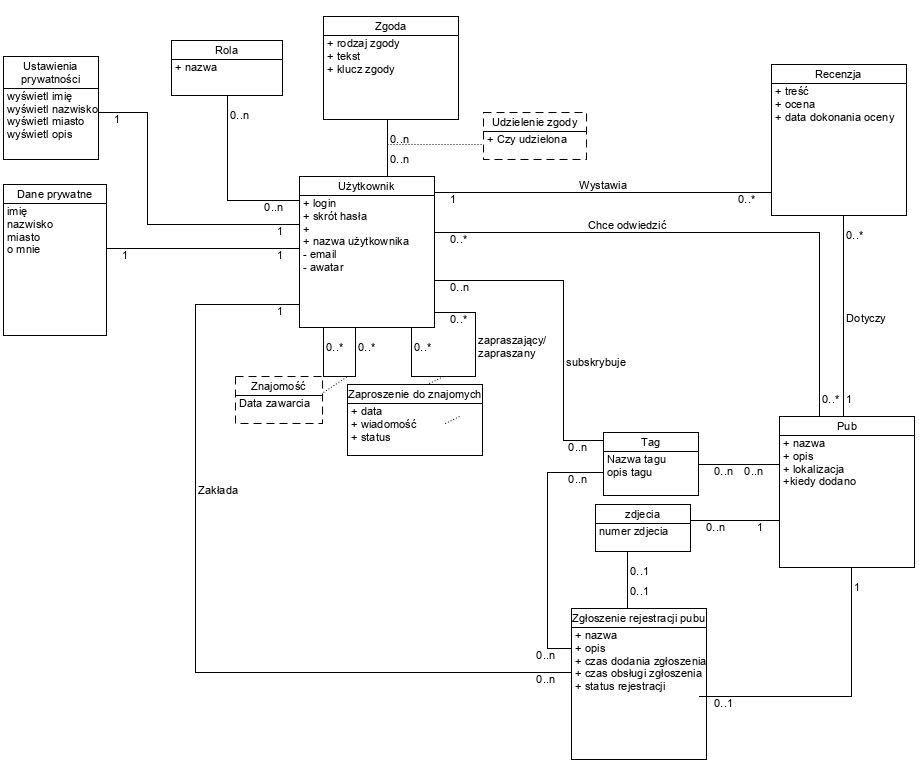 Zgoda
+ rodzaj zgody
+ tekst
+ klucz zgody
Rola
+ nazwa
Ustawienia
prywatności
wyświetl imię
wyświetl nazwisko
wyświetl miasto
wyświetl opis
1
0..n
0..n
0..n
Udzielenie zgody
+ Czy udzielona
Recenzja
+ treść
+ ocena
+ data dokonania oceny
Dane prywatne
imię
nazwisko
miasto
o mnie
1
0..n
1
1
Użytkownik
+ login
+ skrót hasła
+
+ nazwa użytkownika
- email
- awatar
Wystawia
1
0..*
Chce odwiedzić
0..*
0..*
0..n
Dotyczy
0..*
1
1
0..*
0..*
0..*
0..*
zapraszający/
zapraszany
subskrybuje
Znajomość
Data zawarcia
Zaproszenie do znajomych
+ data
+ wiadomość
+ status
Pub
+ nazwa
+ opis
+ lokalizacja
+kiedy dodano
Tag
Nazwa tagu
opis tagu
0..n
0..n
0..n
0..n
Zakłada
zdjecia
numer zdjecia
0..n
1
0..1
0..1
1
Zgłoszenie rejestracji pubu
+ nazwa
+ opis
+ czas dodania zgłoszenia
+ czas obsługi zgłoszenia
+ status rejestracji
0..n
0..n
0..1